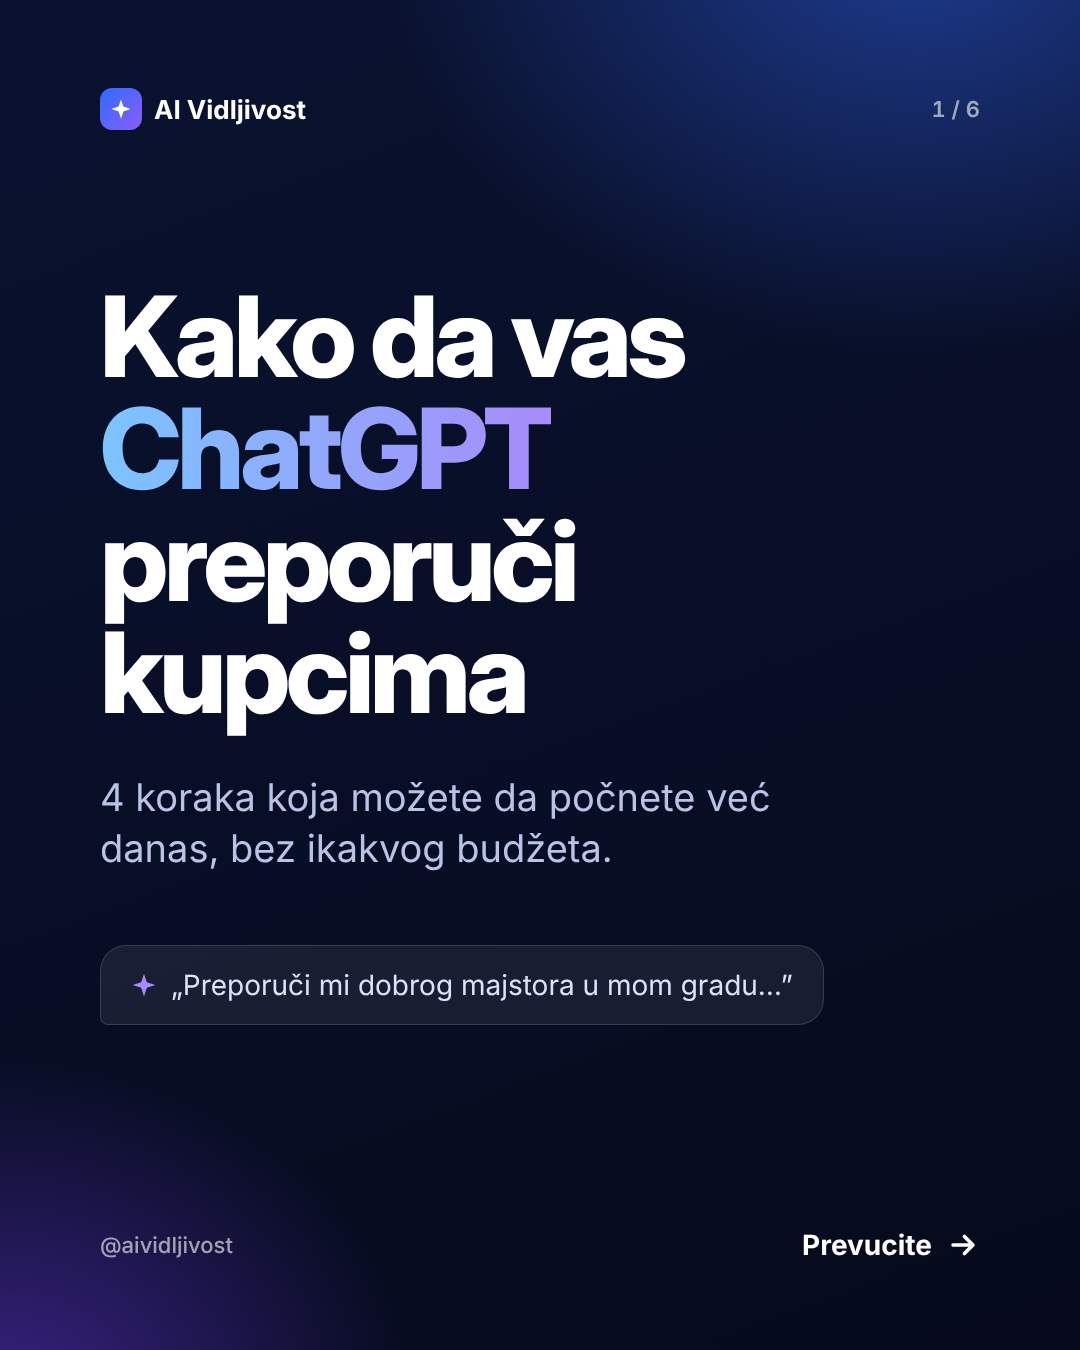 AI Vidljivost
1 / 6
Kako da vas
ChatGPT
preporuči
kupcima
4 koraka koja možete da počnete već
danas, bez ikakvog budžeta.
„Preporuči mi dobrog majstora u mom gradu...”
@aividljivost
Prevucite →